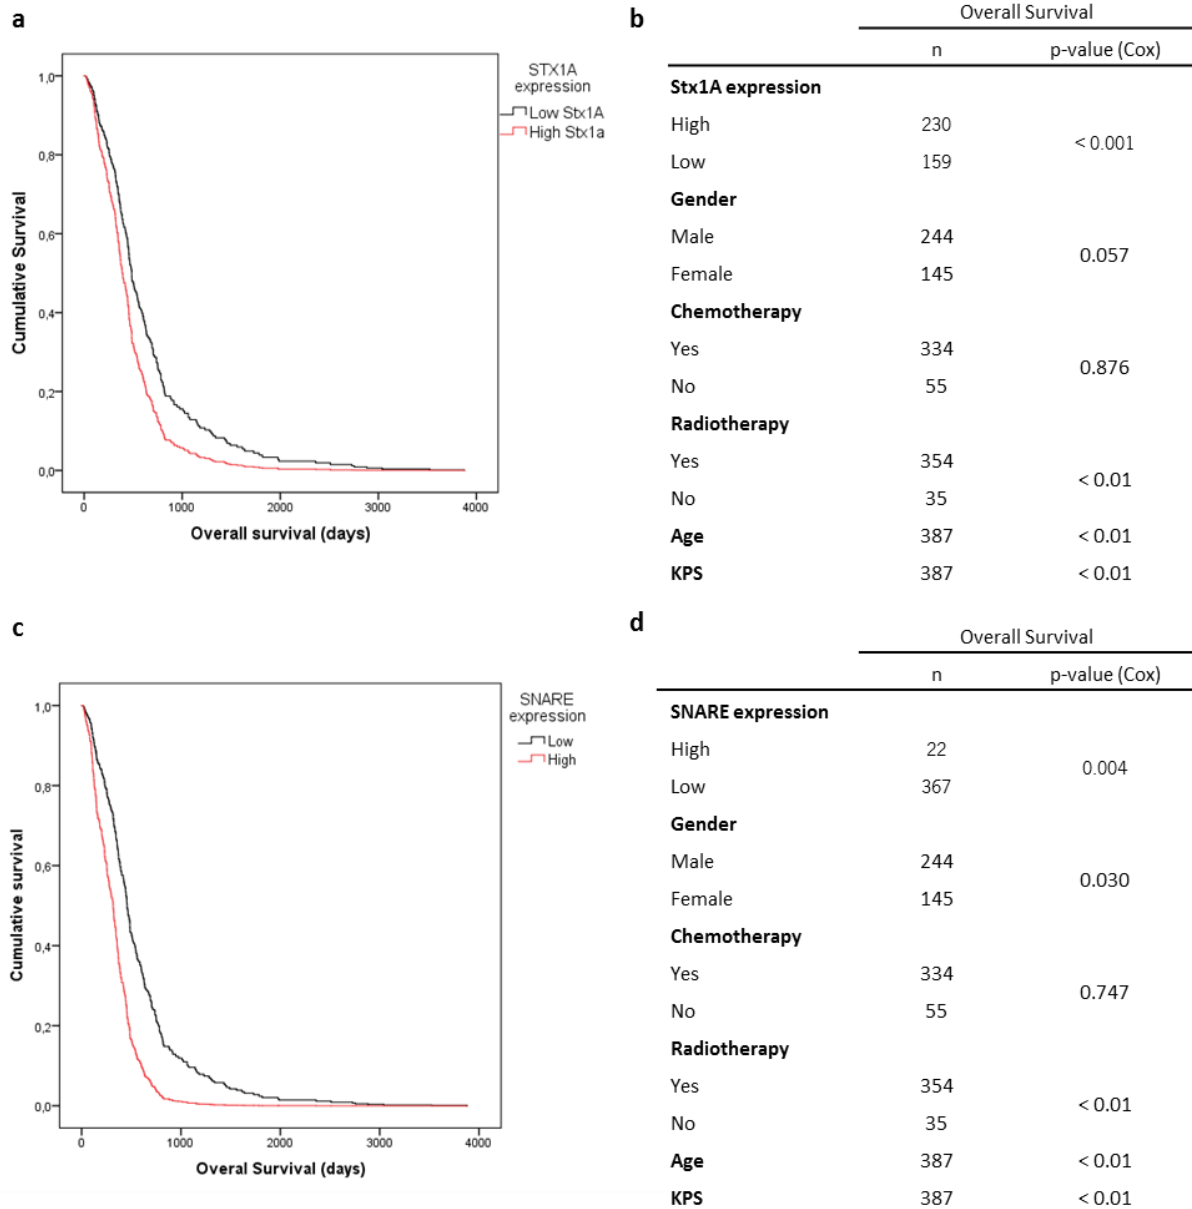 a
STX1A
expression
Low Stx1A
High Stx1a
1,0
0,8
0,6
0,4
0,2
0,0
Cumulative Survival
0 1000 2000 3000 4000
Overall survival (days)
b
Overall Survival
n p-value (Cox)
Stx1A expression
High 230
< 0.001
Low 159
Gender
Male 244
0.057
Female 145
Chemotherapy
Yes 334
0.876
No 55
Radiotherapy
Yes 354
< 0.01
No 35
Age 387 < 0.01
KPS 387 < 0.01
c
SNARE
expression
Low
High
1,0
0,8
0,6
0,4
0,2
0,0
Cumulative survival
0 1000 2000 3000 4000
Overal Survival (days)
d
Overall Survival
n p-value (Cox)
SNARE expression
High 22
0.004
Low 367
Gender
Male 244
0.030
Female 145
Chemotherapy
Yes 334
0.747
No 55
Radiotherapy
Yes 354
< 0.01
No 35
Age 387 < 0.01
KPS 387 < 0.01